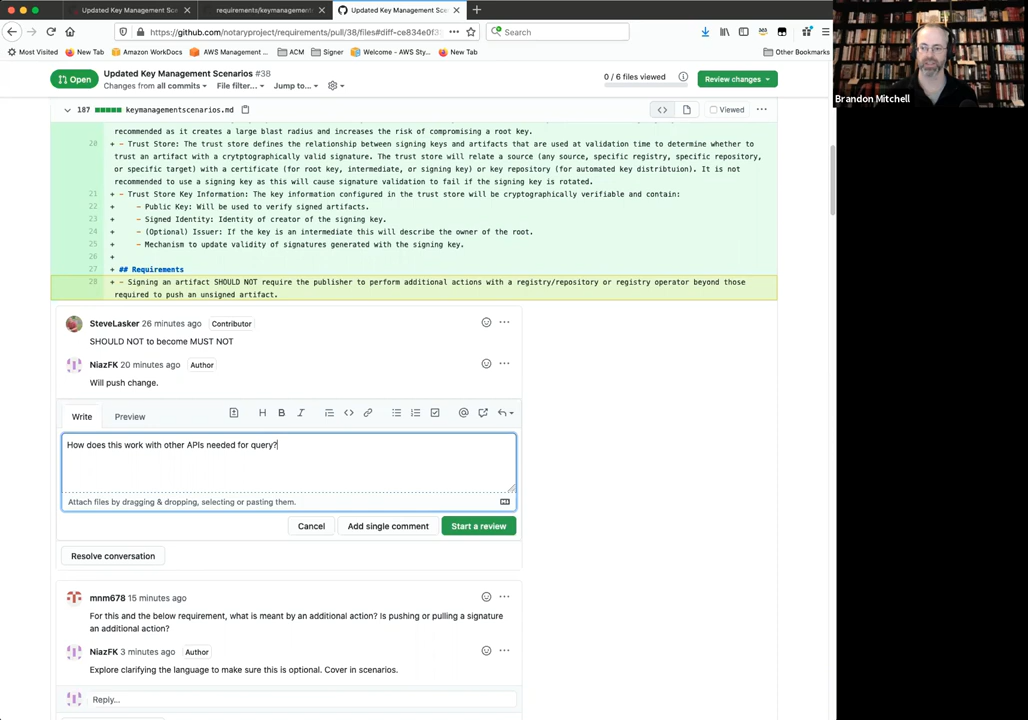 Updated Key Management Scen
requirements/keymanagement
Updated Key Management Scen
https://github.com/notaryproject/requirements/pull/38/files#diff-ce834e0f3
Search
Most Visited
New Tab
Amazon WorkDocs
AWS Management ...
ACM
Signer
Welcome – AWS Sty...
New Tab
Other Bookmarks
Open
Updated Key Management Scenarios #38
Changes from all commits
File filter...
Jump to...
0 / 6 files viewed
Review changes
187
keymanagementscenarios.md
Viewed
recommended as it creates a large blast radius and increases the risk of compromising a root key.
20 + - Trust Store: The trust store defines the relationship between signing keys and artifacts that are used at validation time to determine whether to
trust an artifact with a cryptographically valid signature. The trust store will relate a source (any source, specific registry, specific repository,
or specific target) with a certificate (for root key, intermediate, or signing key) or key repository (for automated key distribuution). It is not
recommended to use a signing key as this will cause signature validation to fail if the signing key is rotated.
21 + - Trust Store Key Information: The key information configured in the trust store will be cryptographically verifiable and contain:
22 + - Public Key: Will be used to verify signed artifacts.
23 + - Signed Identity: Identity of creator of the signing key.
24 + - (Optional) Issuer: If the key is an intermediate this will describe the owner of the root.
25 + - Mechanism to update validity of signatures generated with the signing key.
26 +
27 + ## Requirements
28 + - Signing an artifact SHOULD NOT require the publisher to perform additional actions with a registry/repository or registry operator beyond those
required to push an unsigned artifact.
SteveLasker 26 minutes ago Contributor
SHOULD NOT to become MUST NOT
NiazFK 20 minutes ago Author
Will push change.
Write
Preview
How does this work with other APIs needed for query?
Attach files by dragging & dropping, selecting or pasting them.
Cancel
Add single comment
Start a review
Resolve conversation
mnm678 15 minutes ago
For this and the below requirement, what is meant by an additional action? Is pushing or pulling a signature
an additional action?
NiazFK 3 minutes ago Author
Explore clarifying the language to make sure this is optional. Cover in scenarios.
Reply...
Brandon Mitchell